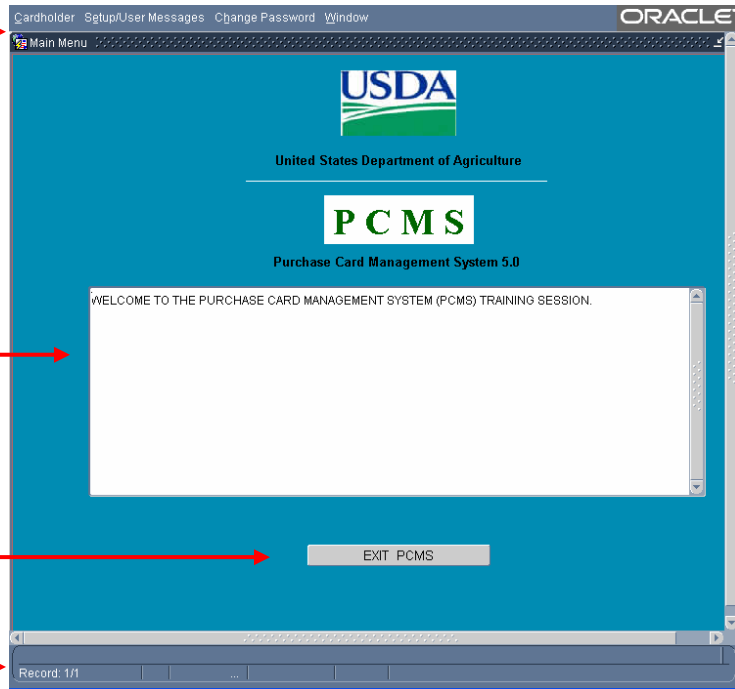 Cardholder Setup/User Messages Change Password Window ORACLE
Main Menu
USDA
United States Department of Agriculture
P C M S
Purchase Card Management System 5.0
WELCOME TO THE PURCHASE CARD MANAGEMENT SYSTEM (PCMS) TRAINING SESSION.
EXIT PCMS
Record: 1/1
...